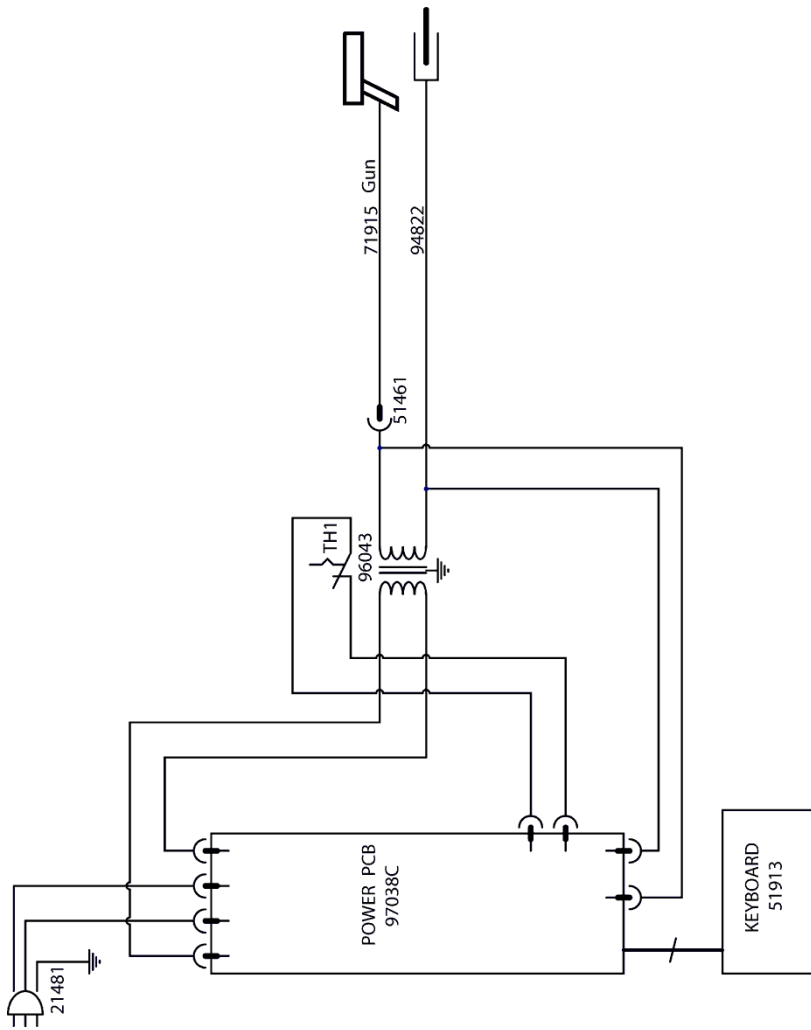 71915 Gun
94822
51461
TH1
96043
POWER PCB
97038C
KEYBOARD
51913
21481